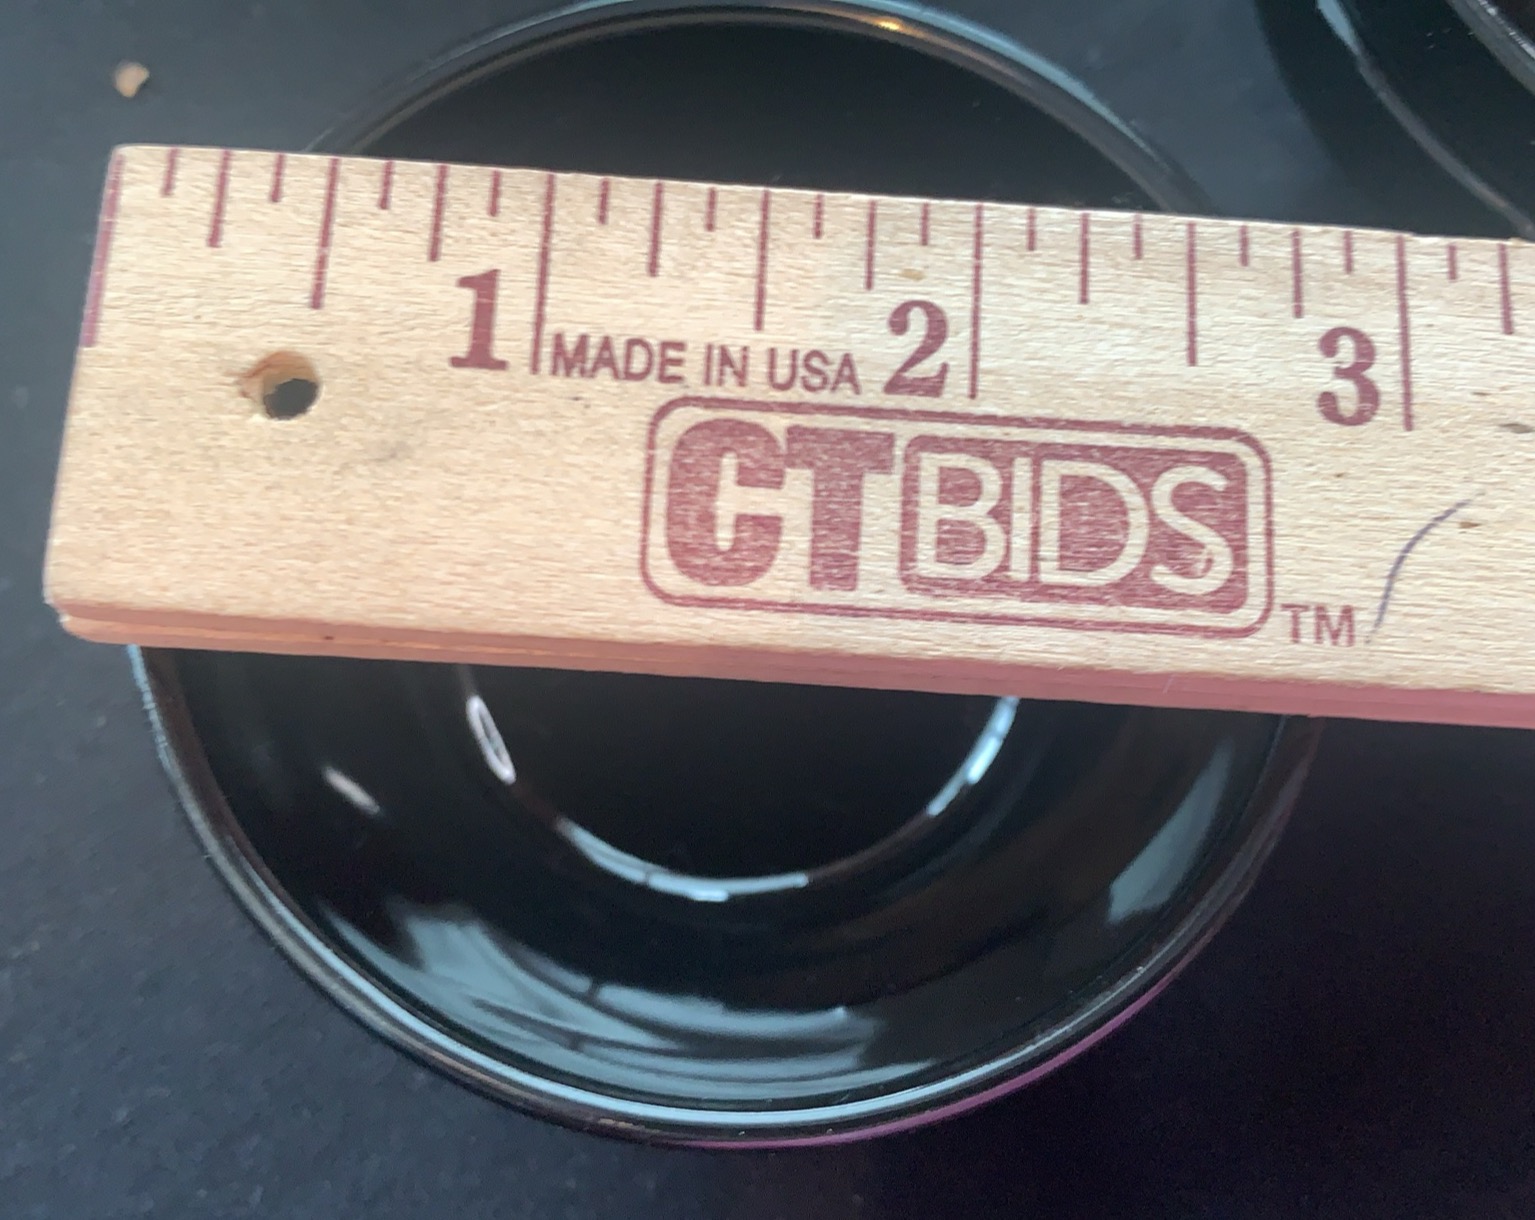 1 2 3
MADE IN USA
CTBIDS TM